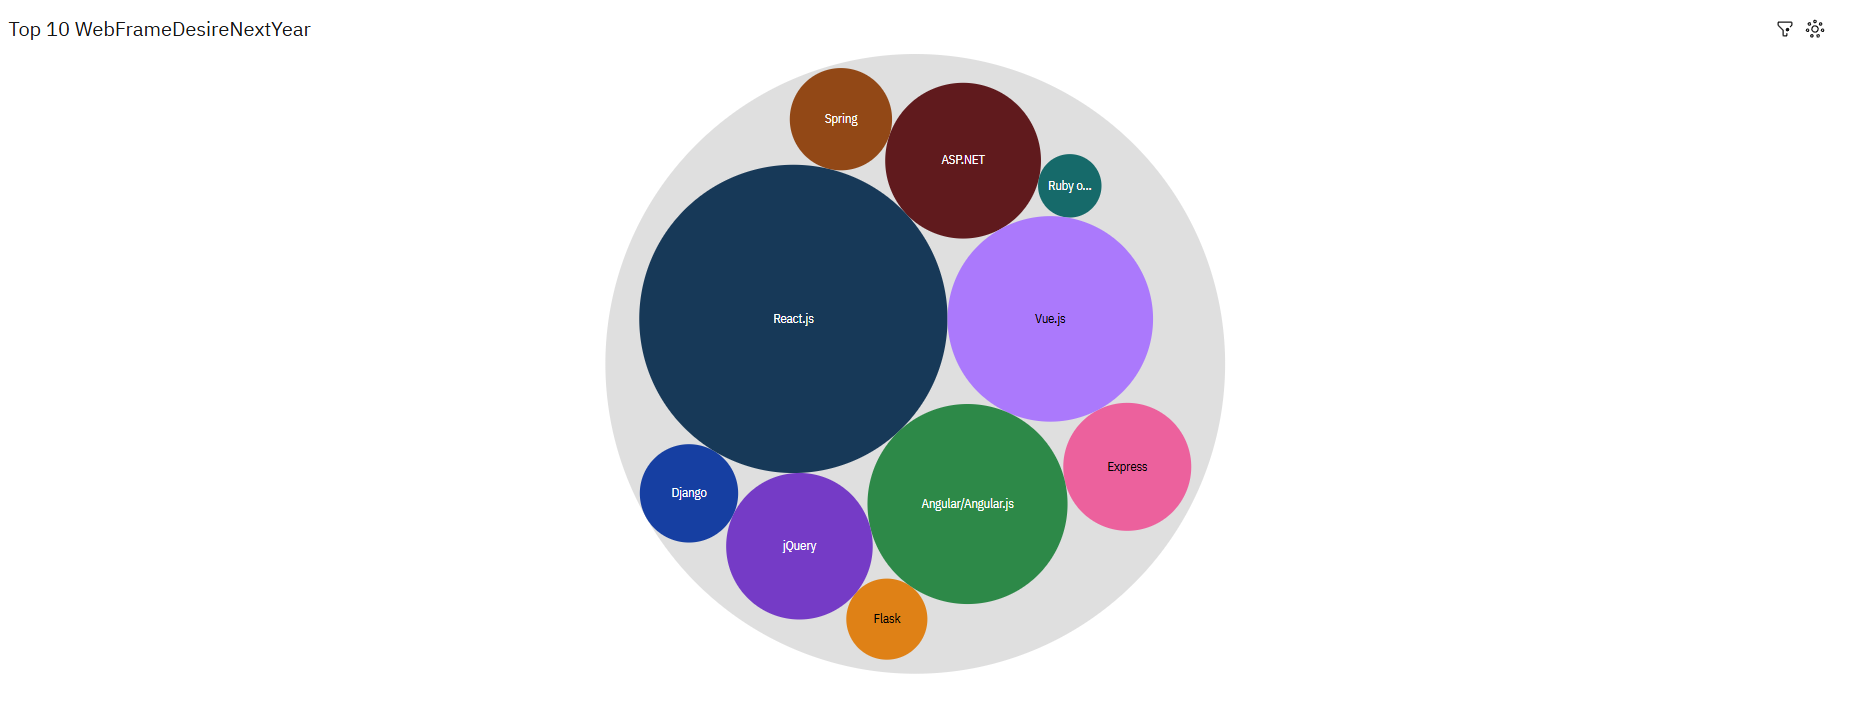 Top 10 WebFrameDesireNextYear
Spring
ASP.NET
Ruby o...
React.js
Vue.js
Express
Django
Angular/Angular.js
jQuery
Flask